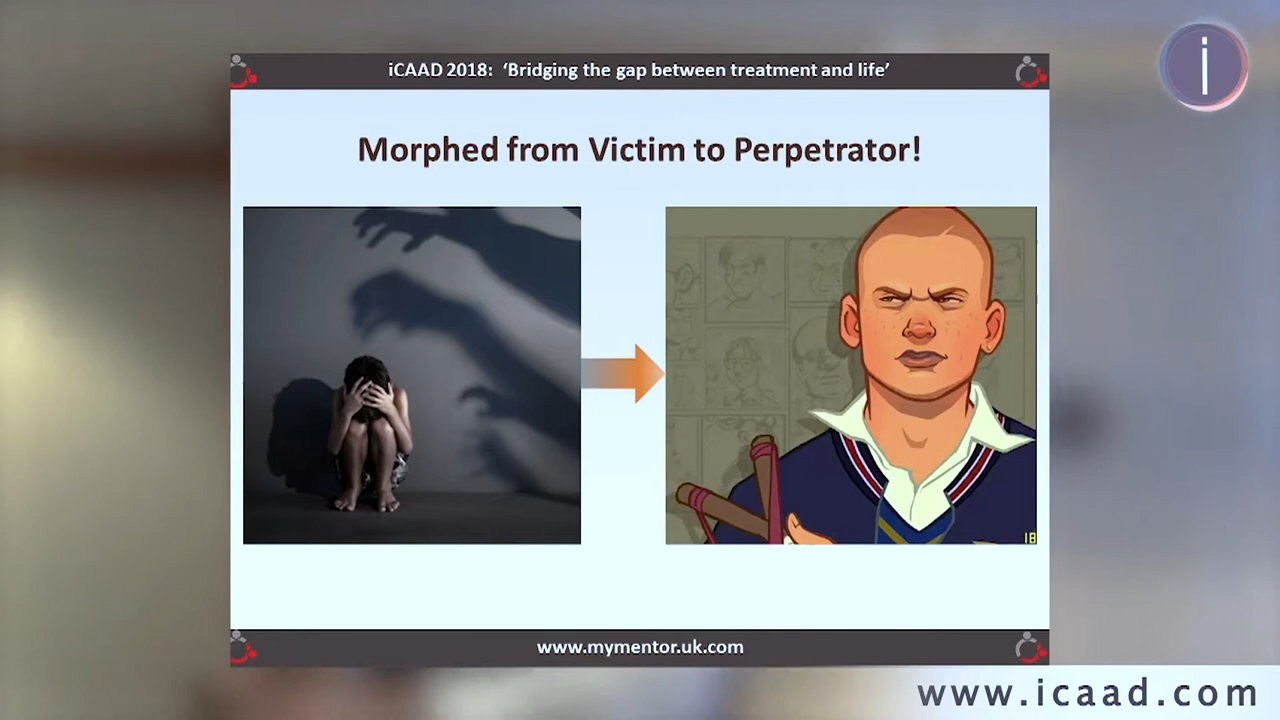 iCAAD 2018:  ‘Bridging the gap between treatment and life’
i
Morphed from Victim to Perpetrator!
18
www.mymentor.uk.com
www.icaad.com